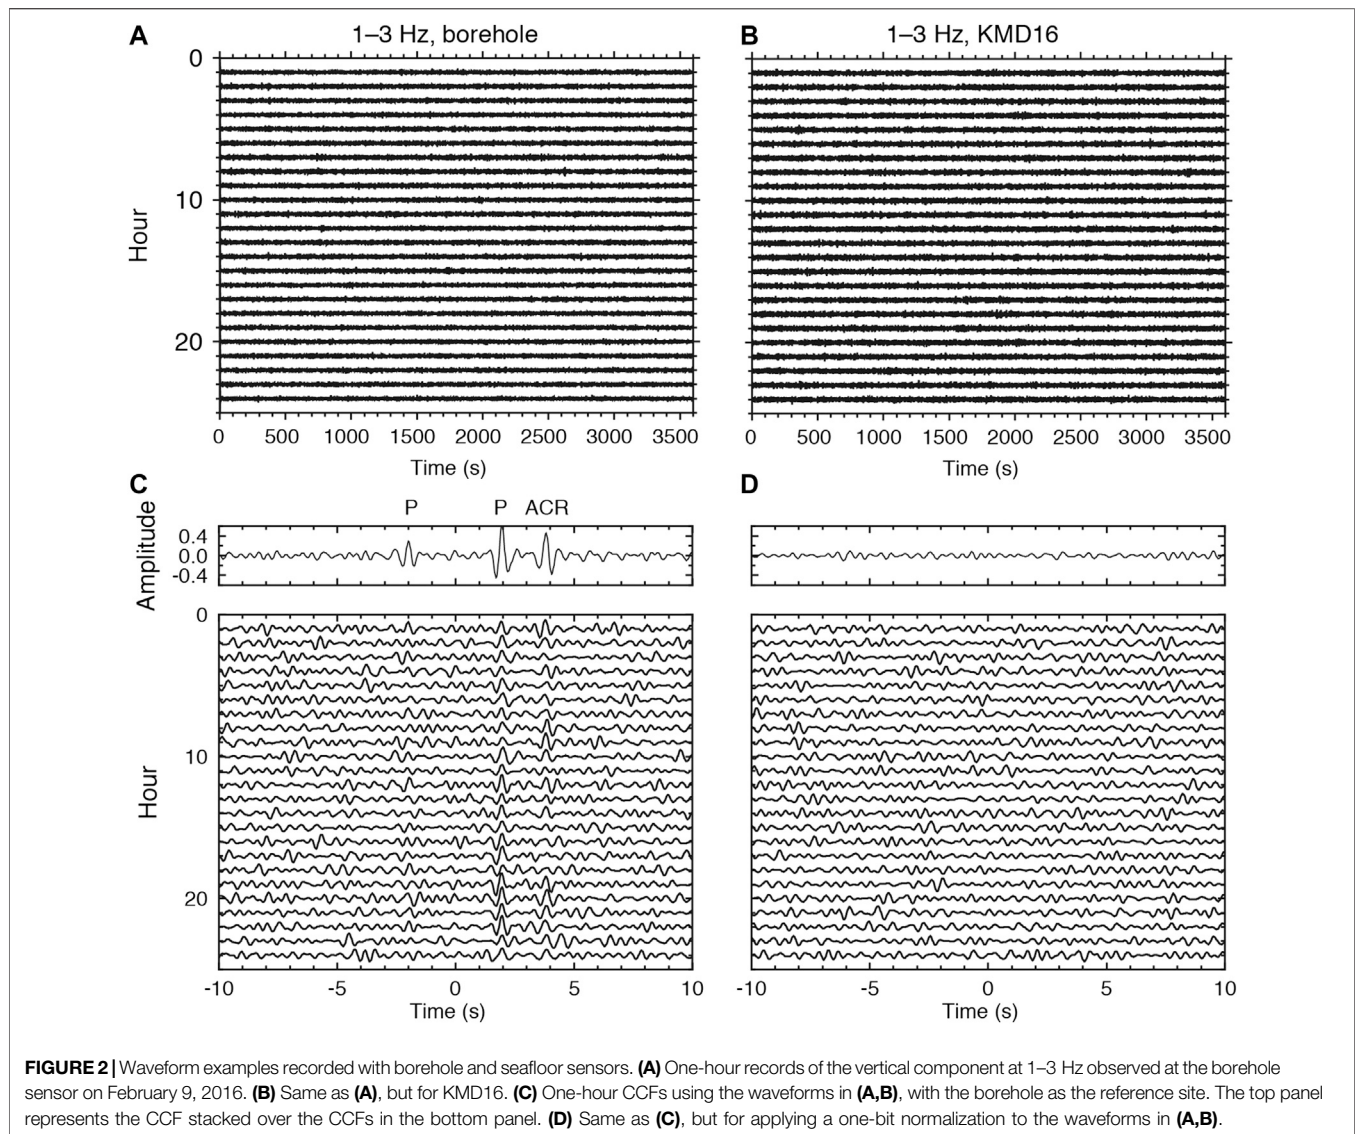 A
1–3 Hz, borehole
B
1–3 Hz, KMD16
0
10
20
Hour
0 500 1000 1500 2000 2500 3000 3500
0 500 1000 1500 2000 2500 3000 3500
Time (s)
Time (s)
C
D
P P ACR
Amplitude
0.4
0.0
-0.4
0
10
20
Hour
-10 -5 0 5 10
-10 -5 0 5 10
Time (s)
Time (s)
FIGURE 2 | Waveform examples recorded with borehole and seafloor sensors. (A) One-hour records of the vertical component at 1–3 Hz observed at the borehole
sensor on February 9, 2016. (B) Same as (A), but for KMD16. (C) One-hour CCFs using the waveforms in (A,B), with the borehole as the reference site. The top panel
represents the CCF stacked over the CCFs in the bottom panel. (D) Same as (C), but for applying a one-bit normalization to the waveforms in (A,B).